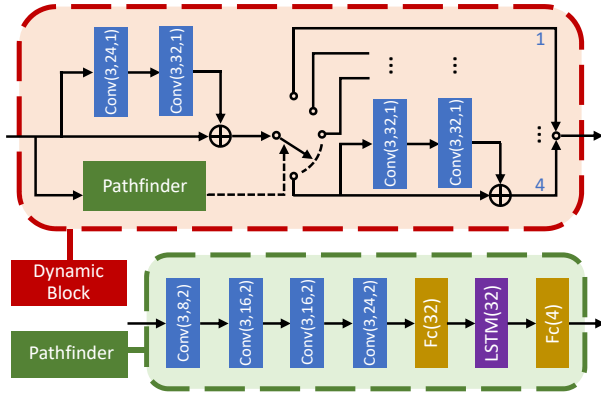 Conv(3,24,1)
Conv(3,32,1)
1
...
...
Conv(3,32,1)
Conv(3,32,1)
...
4
Pathfinder
Dynamic
Block
Pathfinder
Conv(3,8,2)
Conv(3,16,2)
Conv(3,16,2)
Conv(3,24,2)
Fc(32)
LSTM(32)
Fc(4)